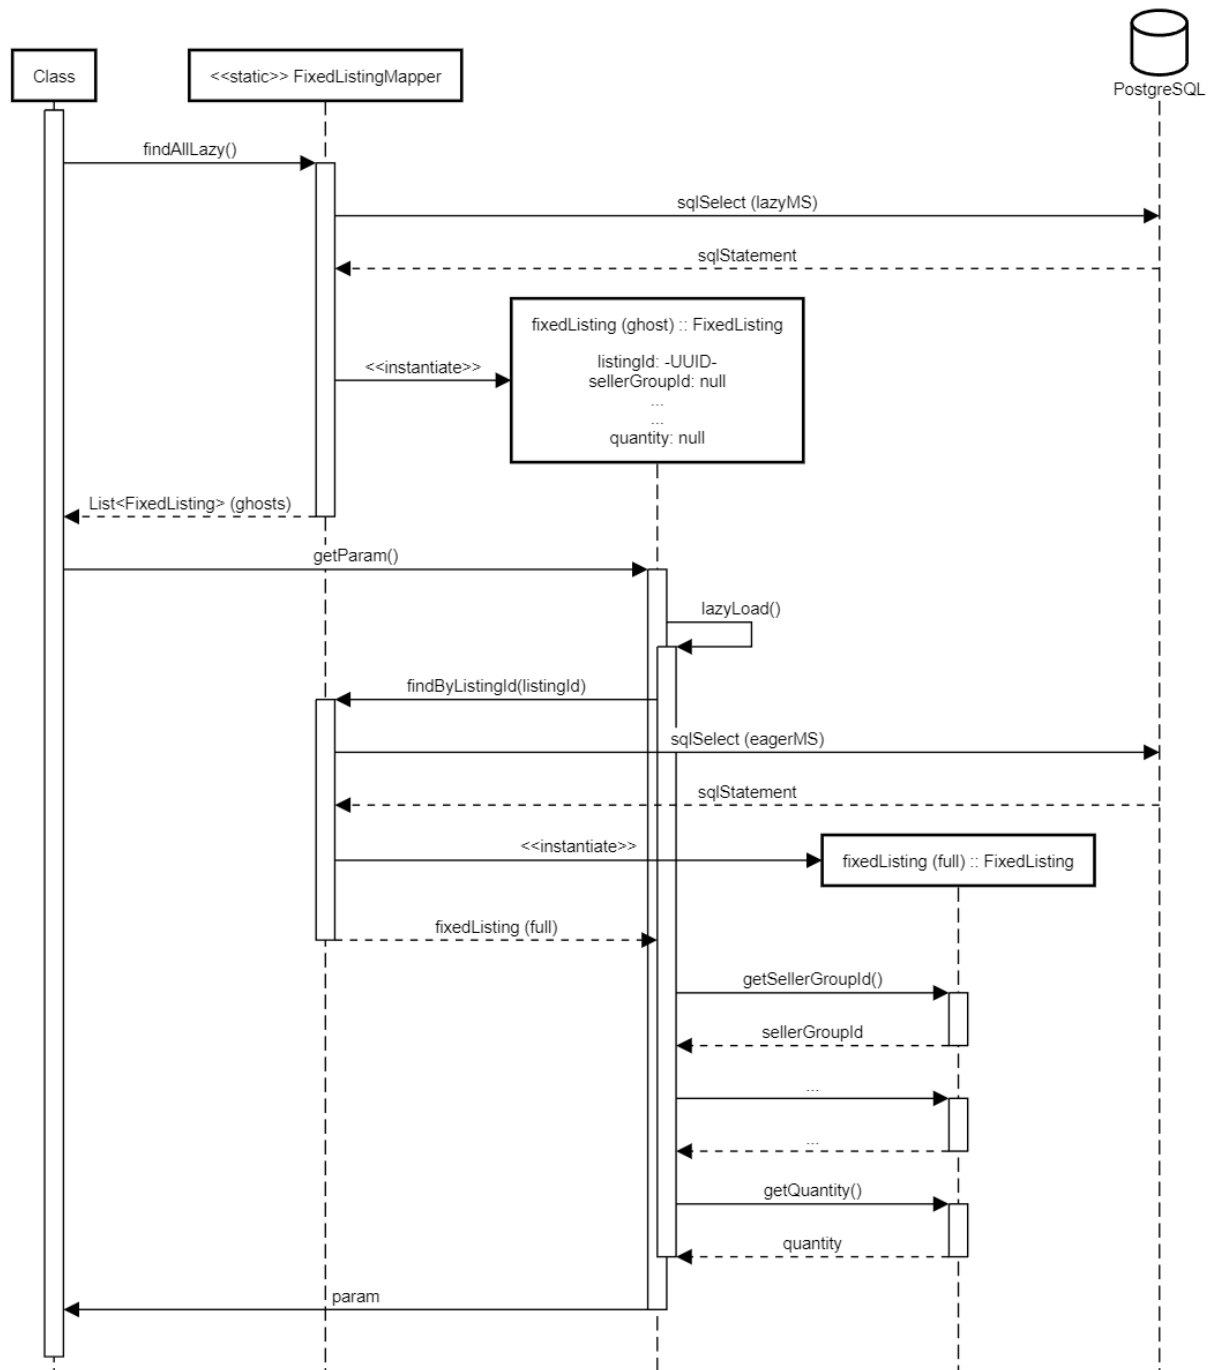 Class
<<static>> FixedListingMapper
PostgreSQL
findAllLazy()
sqlSelect (lazyMS)
sqlStatement
fixedListing (ghost) :: FixedListing
listingId: -UUID-
sellerGroupId: null
...
...
quantity: null
<<instantiate>>
List<FixedListing> (ghosts)
getParam()
lazyLoad()
findByListingId(listingId)
sqlSelect (eagerMS)
sqlStatement
<<instantiate>>
fixedListing (full) :: FixedListing
fixedListing (full)
getSellerGroupId()
sellerGroupId
...
...
getQuantity()
quantity
param